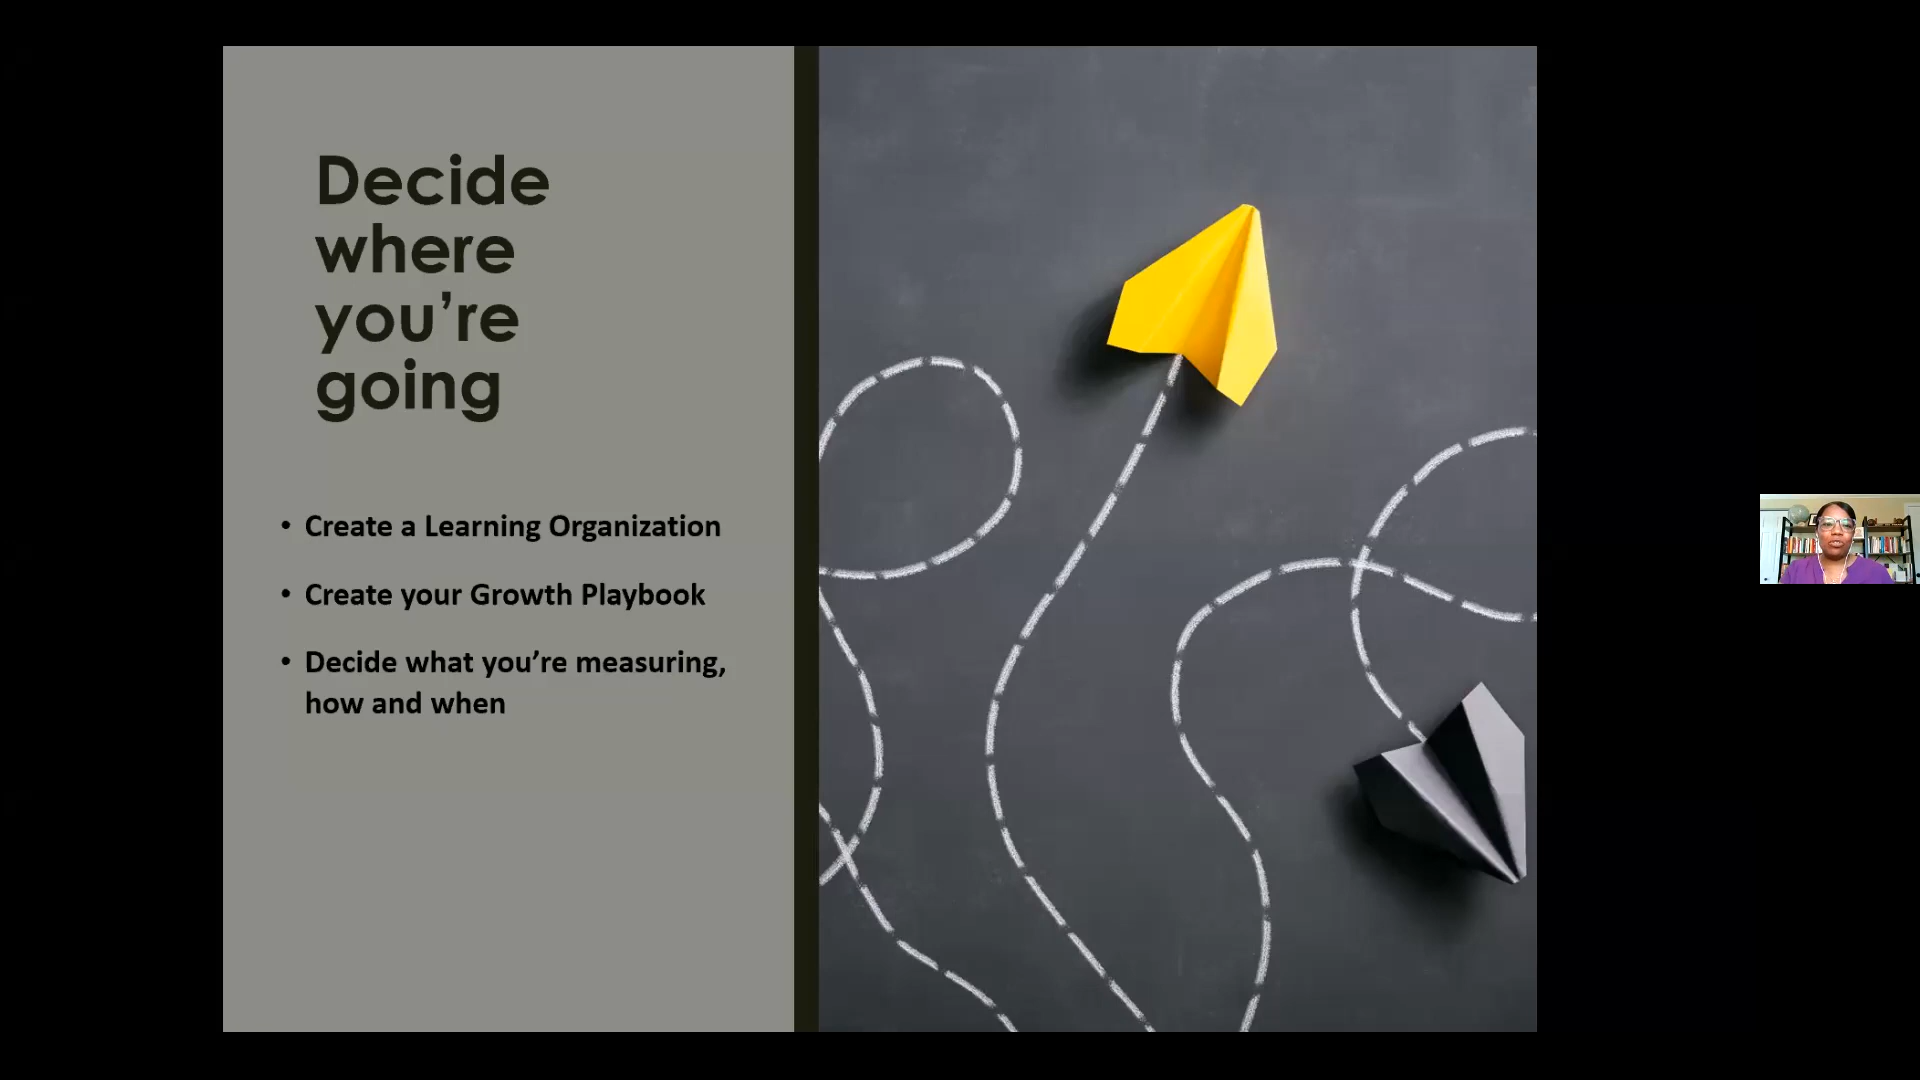 Decide
where
you’re
going
• Create a Learning Organization
• Create your Growth Playbook
• Decide what you’re measuring,
how and when